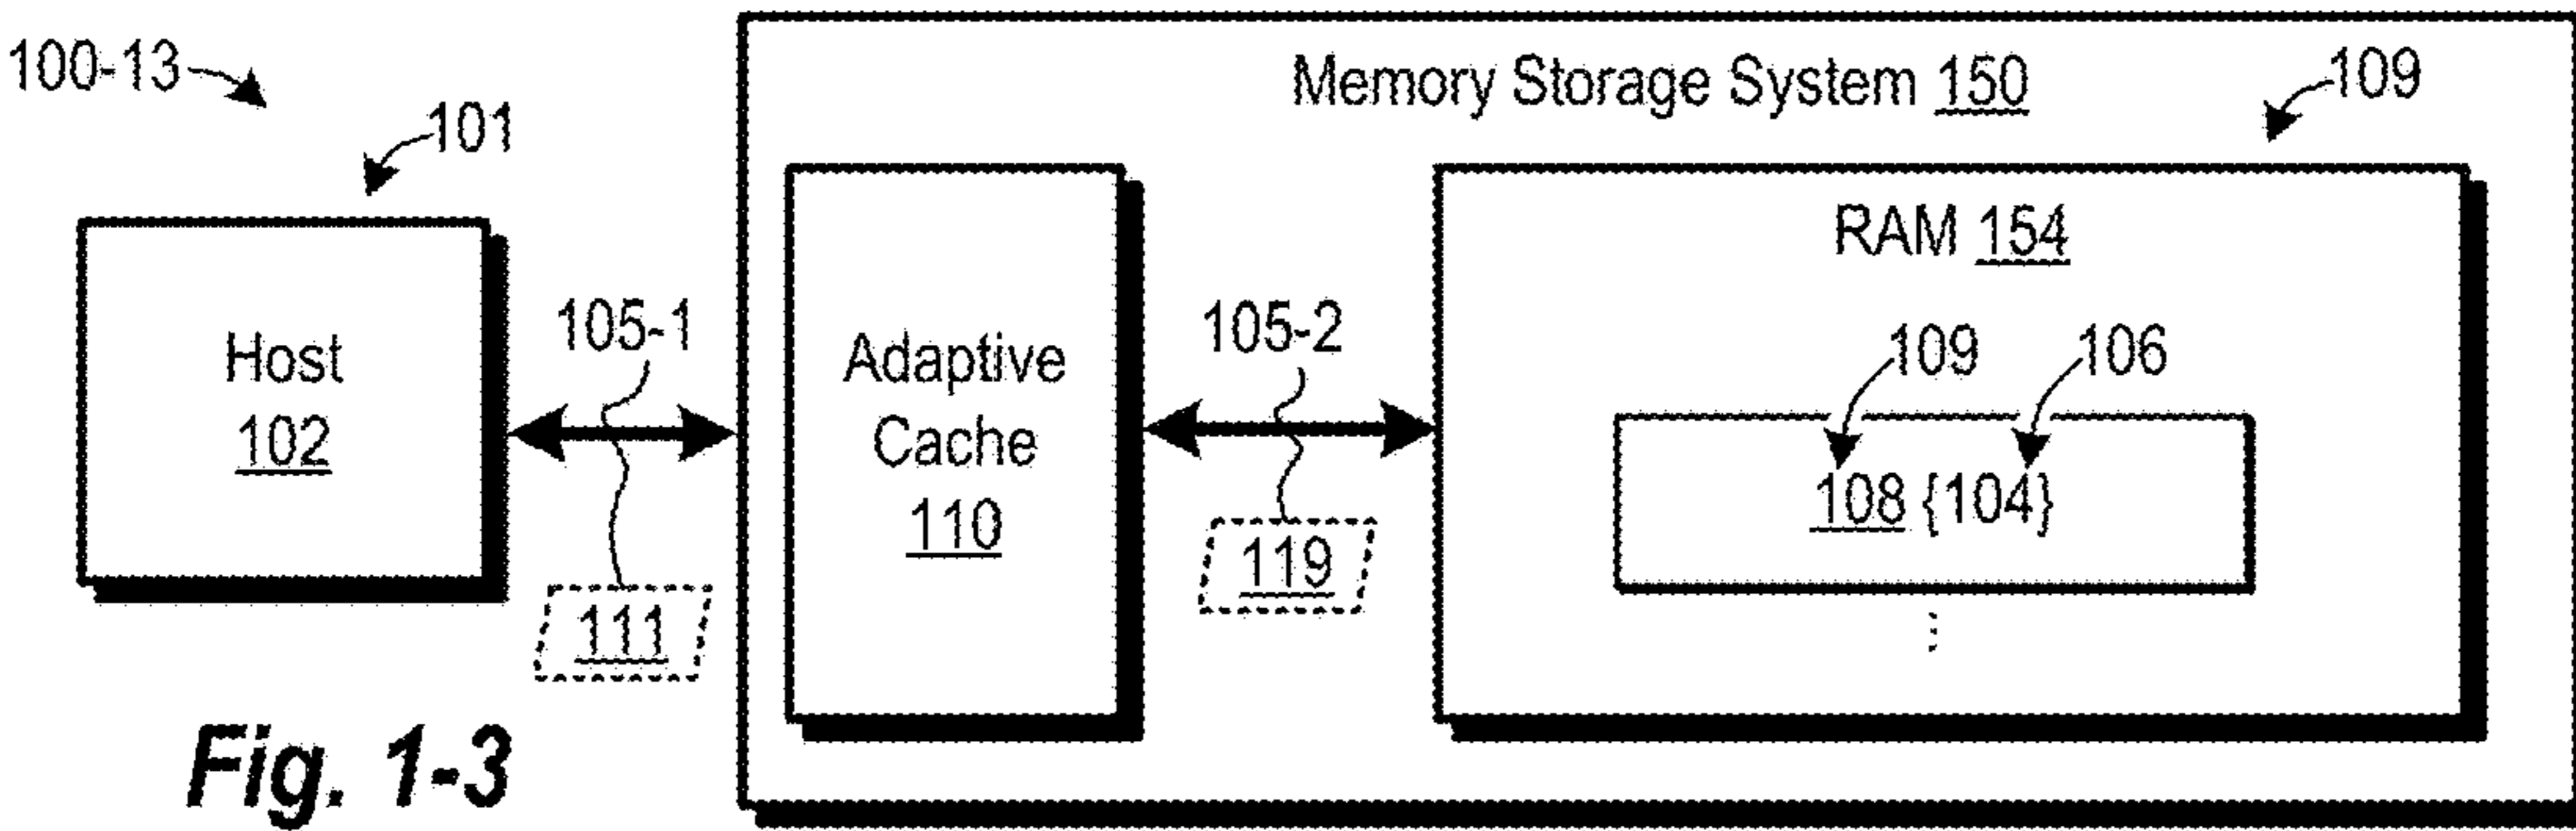 100-13
101
Memory Storage System 150
109
Host
102
105-1
111
Adaptive
Cache
110
105-2
119
RAM 154
109
106
108 {104}
⋮
Fig. 1-3